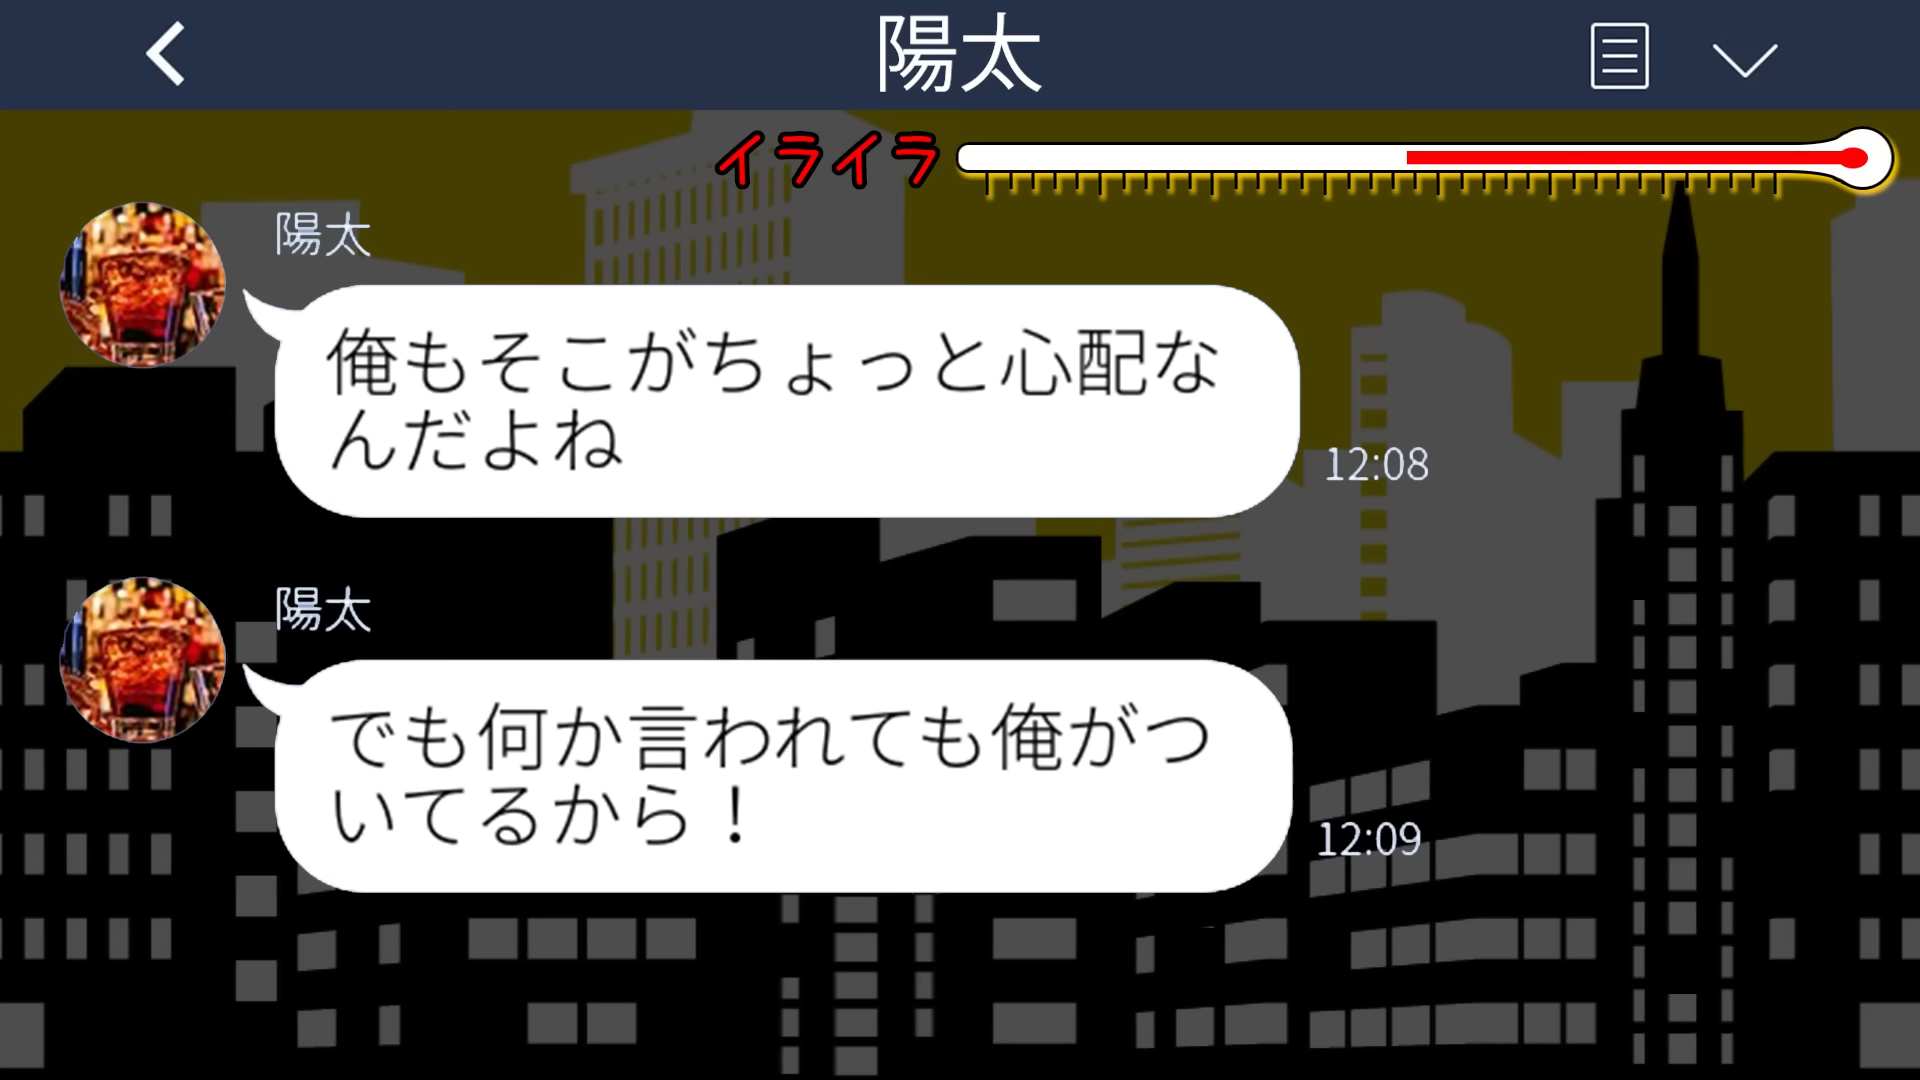 陽太
イライラ
陽太
俺もそこがちょっと心配な
んだよね
12:08
陽太
でも何か言われても俺がつ
いてるから！
12:09